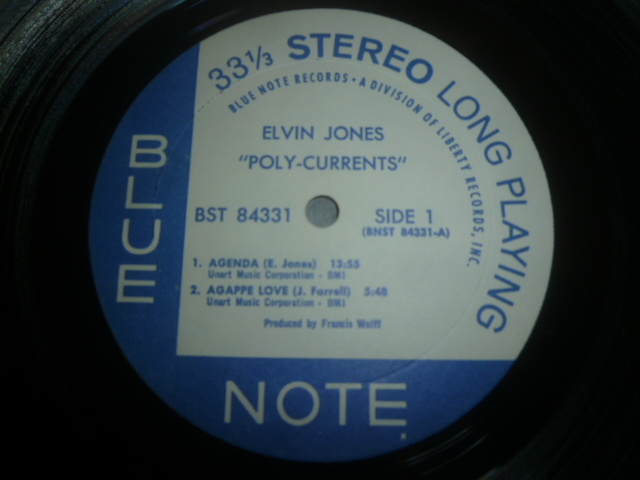 33⅓ STEREO LONG PLAYING
BLUE NOTE RECORDS • A DIVISION OF LIBERTY RECORDS, INC.
ELVIN JONES
"POLY-CURRENTS"
BST 84331 SIDE 1
(BNST 84331-A)
1. AGENDA (E. Jones) 13:55
Unart Music Corporation - BMI
2. AGAPPE LOVE (J. Farrell) 5:48
Unart Music Corporation - BMI
Produced by Francis Wolff
BLUE
NOTE